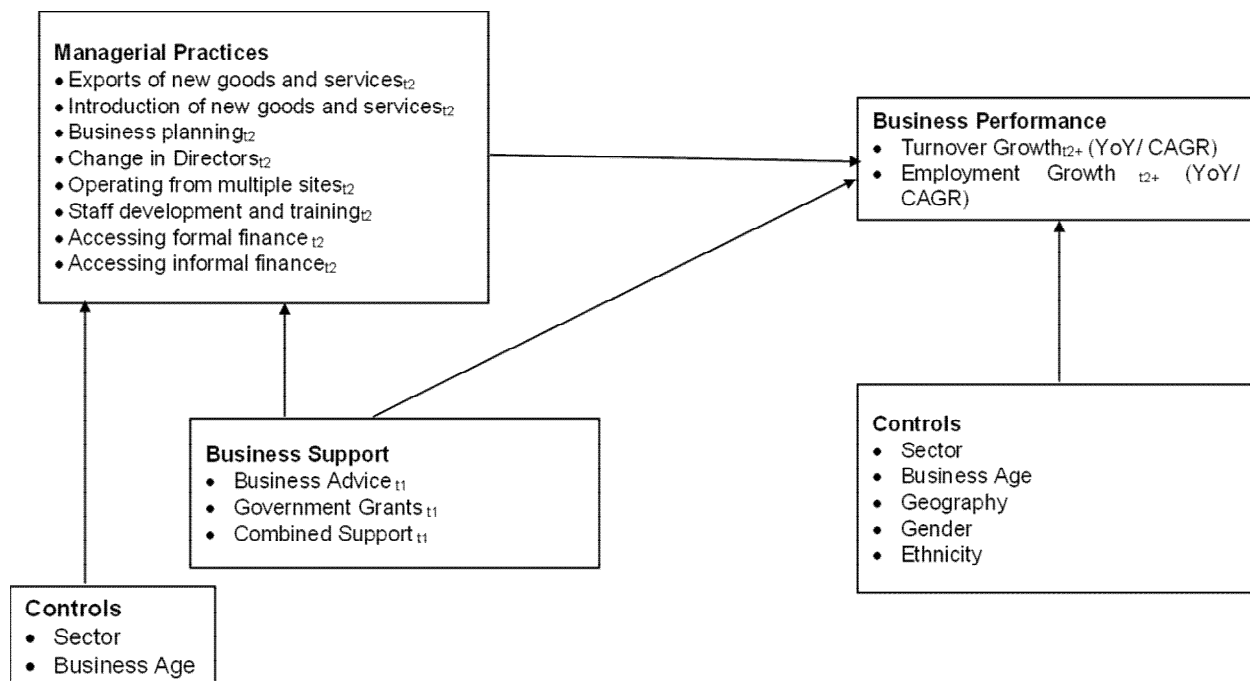 Managerial Practices
• Exports of new goods and services t2
• Introduction of new goods and services t2
• Business planning t2
• Change in Directors t2
• Operating from multiple sites t2
• Staff development and training t2
• Accessing formal finance t2
• Accessing informal finance t2
Business Performance
• Turnover Growth t2+ (YoY/ CAGR)
• Employment Growth t2+ (YoY/
CAGR)
Business Support
• Business Advice t1
• Government Grants t1
• Combined Support t1
Controls
• Sector
• Business Age
• Geography
• Gender
• Ethnicity
Controls
• Sector
• Business Age